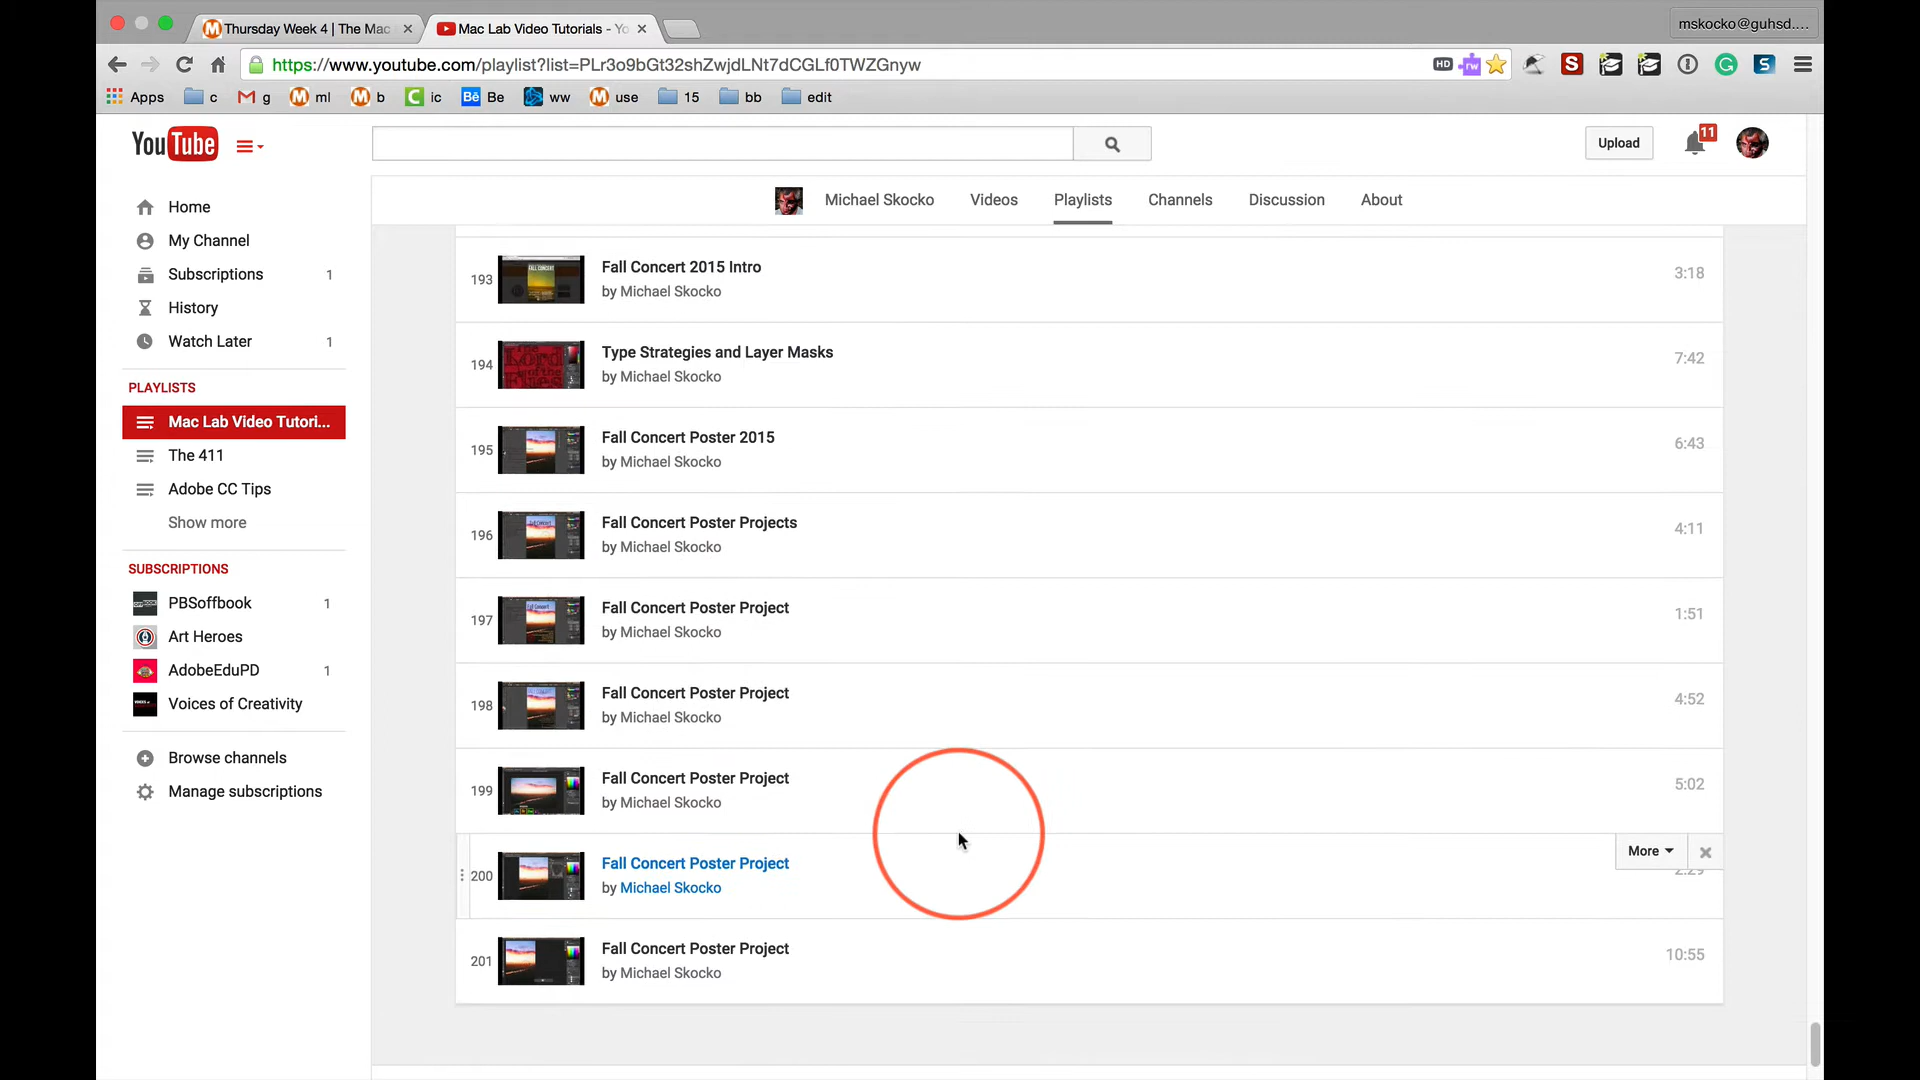 Thursday Week 4 | The Mac
Mac Lab Video Tutorials - Yo
mskocko@guhsd....
https://www.youtube.com/playlist?list=PLr3o9bGt32shZwjdLNt7dCGLf0TWZGnyw
HD
rw
Apps c g ml b ic Be ww use 15 bb edit
YouTube
Upload
11
Michael Skocko Videos Playlists Channels Discussion About
Home
My Channel
Subscriptions 1
History
Watch Later 1
PLAYLISTS
Mac Lab Video Tutori...
The 411
Adobe CC Tips
Show more
SUBSCRIPTIONS
PBSoffbook 1
Art Heroes
AdobeEduPD 1
Voices of Creativity
Browse channels
Manage subscriptions
193 Fall Concert 2015 Intro 3:18
by Michael Skocko
194 Type Strategies and Layer Masks 7:42
by Michael Skocko
195 Fall Concert Poster 2015 6:43
by Michael Skocko
196 Fall Concert Poster Projects 4:11
by Michael Skocko
197 Fall Concert Poster Project 1:51
by Michael Skocko
198 Fall Concert Poster Project 4:52
by Michael Skocko
199 Fall Concert Poster Project 5:02
by Michael Skocko
More
200 Fall Concert Poster Project 2:29
by Michael Skocko
201 Fall Concert Poster Project 10:55
by Michael Skocko